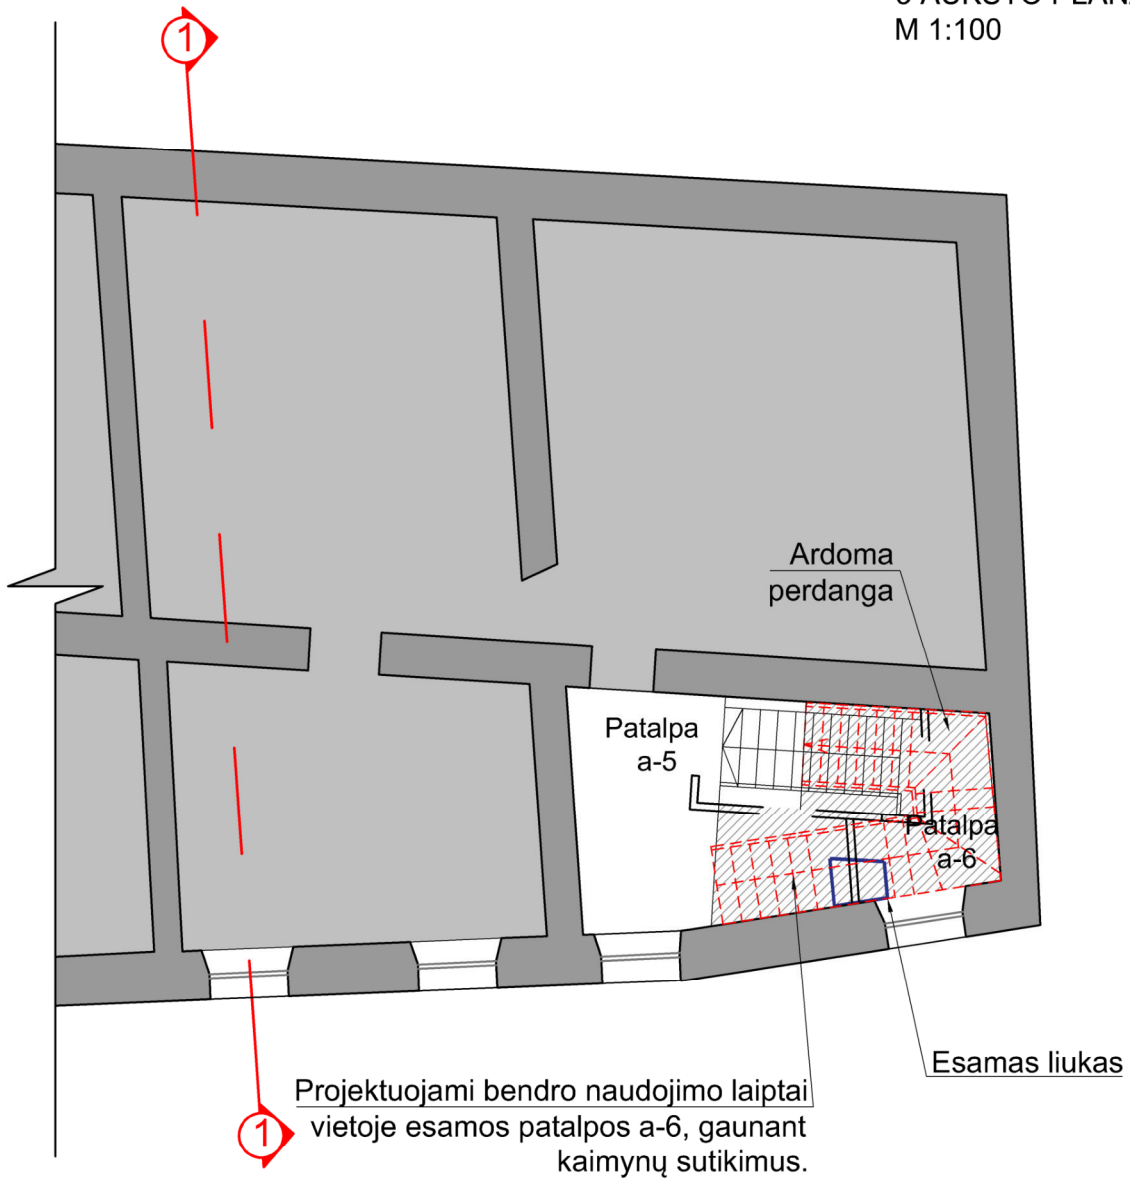 M 1:100
1
Ardoma
perdanga
Patalpa
a-5
Patalpa
a-6
Esamas liukas
Projektuojami bendro naudojimo laiptai
vietoje esamos patalpos a-6, gaunant
kaimynų sutikimus.
1